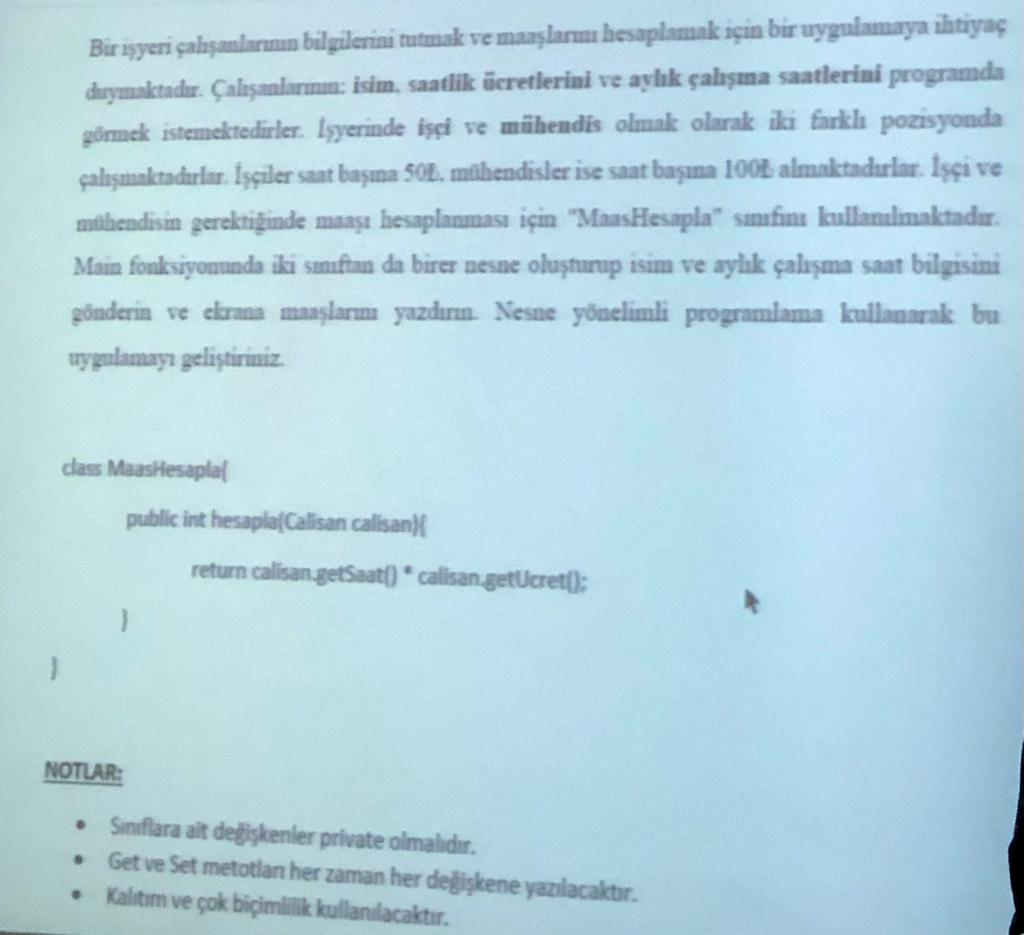 Bir işyeri çalışanlarının bilgilerini tutmak ve maaşlarını hesaplamak için bir uygulamaya ihtiyaç
duymaktadır. Çalışanlarının: isim, saatlik ücretlerini ve aylık çalışma saatlerini programda
görmek istemektedirler. İşyerinde işçi ve mühendis olmak olarak iki farklı pozisyonda
çalışmaktadırlar. İşçiler saat başına 50₺, mühendisler ise saat başına 100₺ almaktadırlar. İşçi ve
mühendisin gerektiğinde maaşı hesaplanması için "MaasHesapla" sınıfını kullanılmaktadır.
Main fonksiyonunda iki sınıftan da birer nesne oluşturup isim ve aylık çalışma saat bilgisini
gönderin ve ekrana maaşlarını yazdırın. Nesne yönelimli programlama kullanarak bu
uygulamayı geliştiriniz.
class MaasHesapla{
public int hesapla(Calisan calisan){
return calisan.getSaat() * calisan.getUcret();
}
}
NOTLAR:
• Sınıflara ait değişkenler private olmalıdır.
• Get ve Set metotları her zaman her değişkene yazılacaktır.
• Kalıtım ve çok biçimlilik kullanılacaktır.